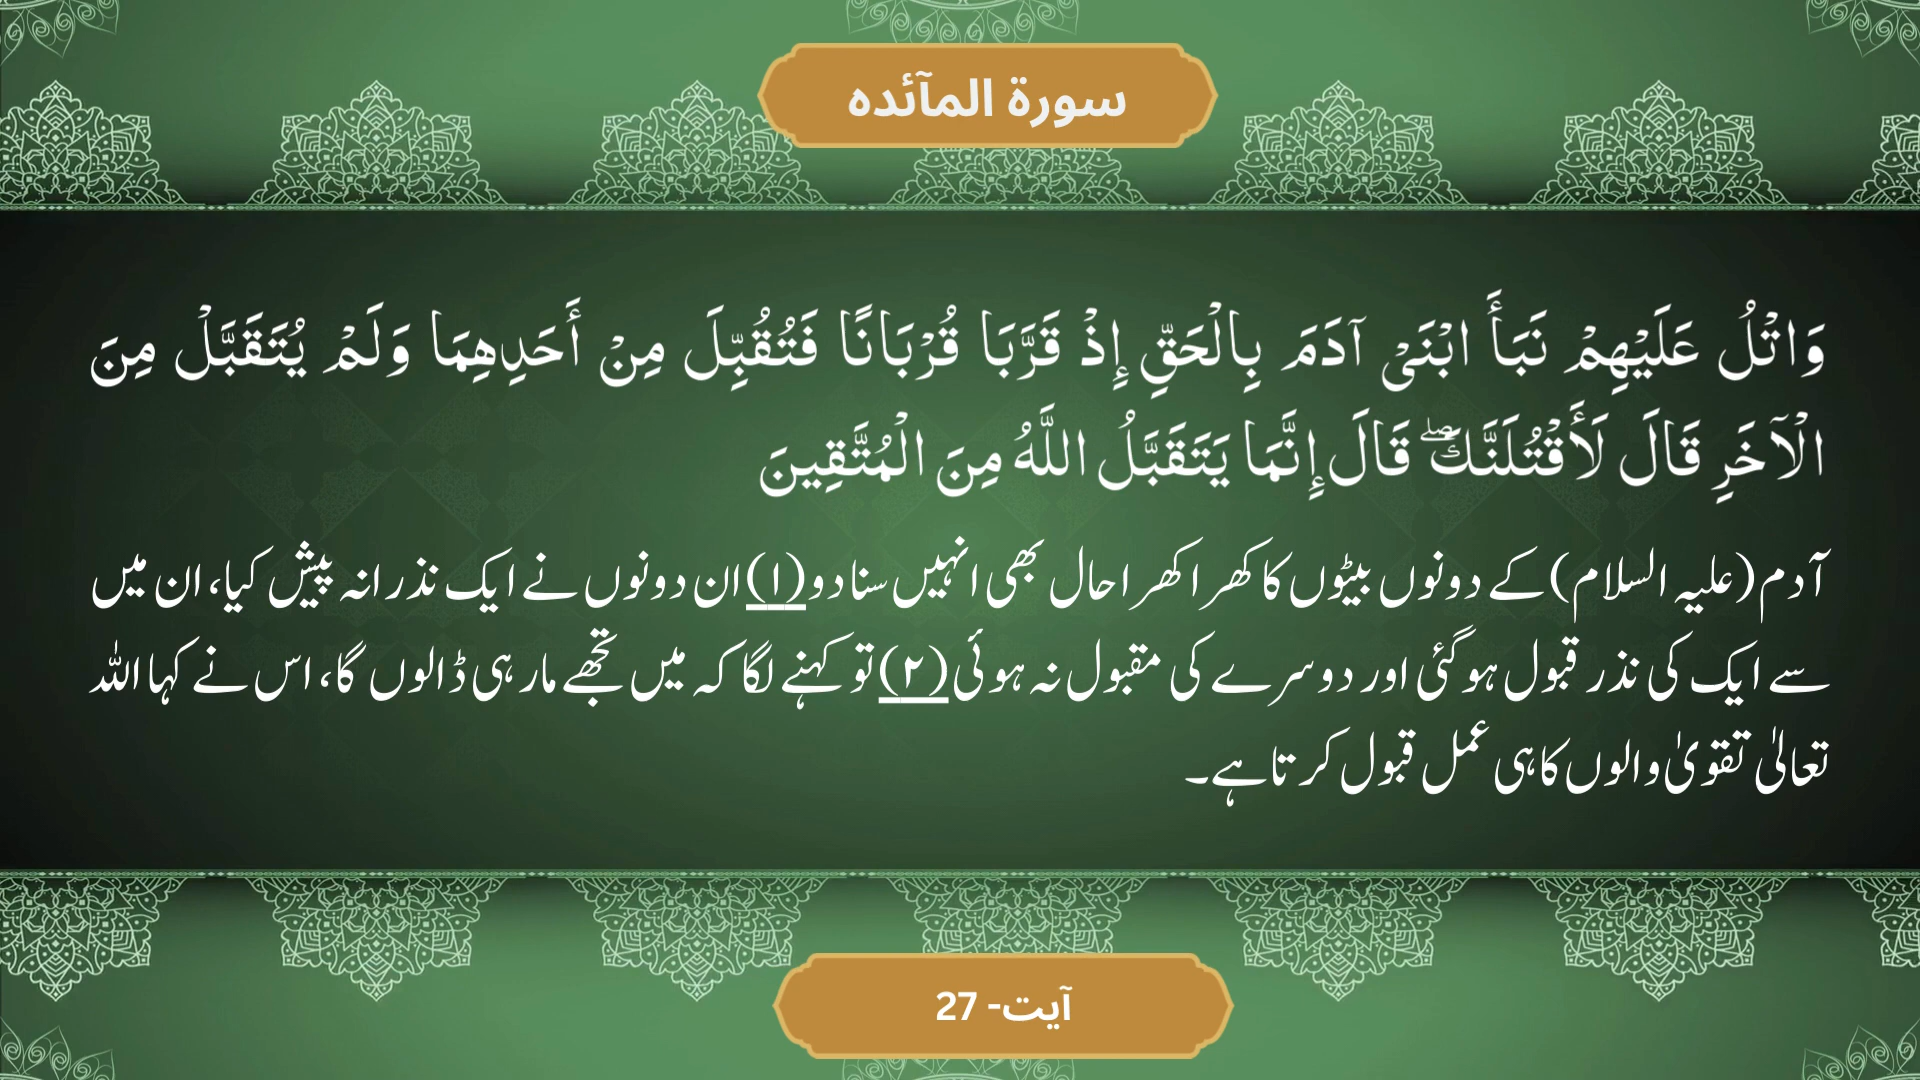 سورة المآئدہ
وَاتْلُ عَلَيْهِمْ نَبَأَ ابْنَىْ آدَمَ بِالْحَقِّ إِذْ قَرَّبَا قُرْبَانًا فَتُقُبِّلَ مِنْ أَحَدِهِمَا وَلَمْ يُتَقَبَّلْ مِنَ
الْآخَرِ قَالَ لَأَقْتُلَنَّكَ ۖ قَالَ إِنَّمَا يَتَقَبَّلُ اللَّهُ مِنَ الْمُتَّقِينَ
آدم(علیہ السلام)کے دونوں بیٹوں کا کھرا کھرا حال بھی انہیں سنا دو(١)ان دونوں نے ایک نذرانہ پیش کیا، ان میں
سے ایک کی نذر قبول ہوگئی اور دوسرے کی مقبول نہ ہوئی(٢)تو کہنے لگا کہ میں تجھے مار ہی ڈالوں گا، اس نے کہا اللہ
تعالیٰ تقویٰ والوں کا ہی عمل قبول کرتا ہے۔
آیت- 27